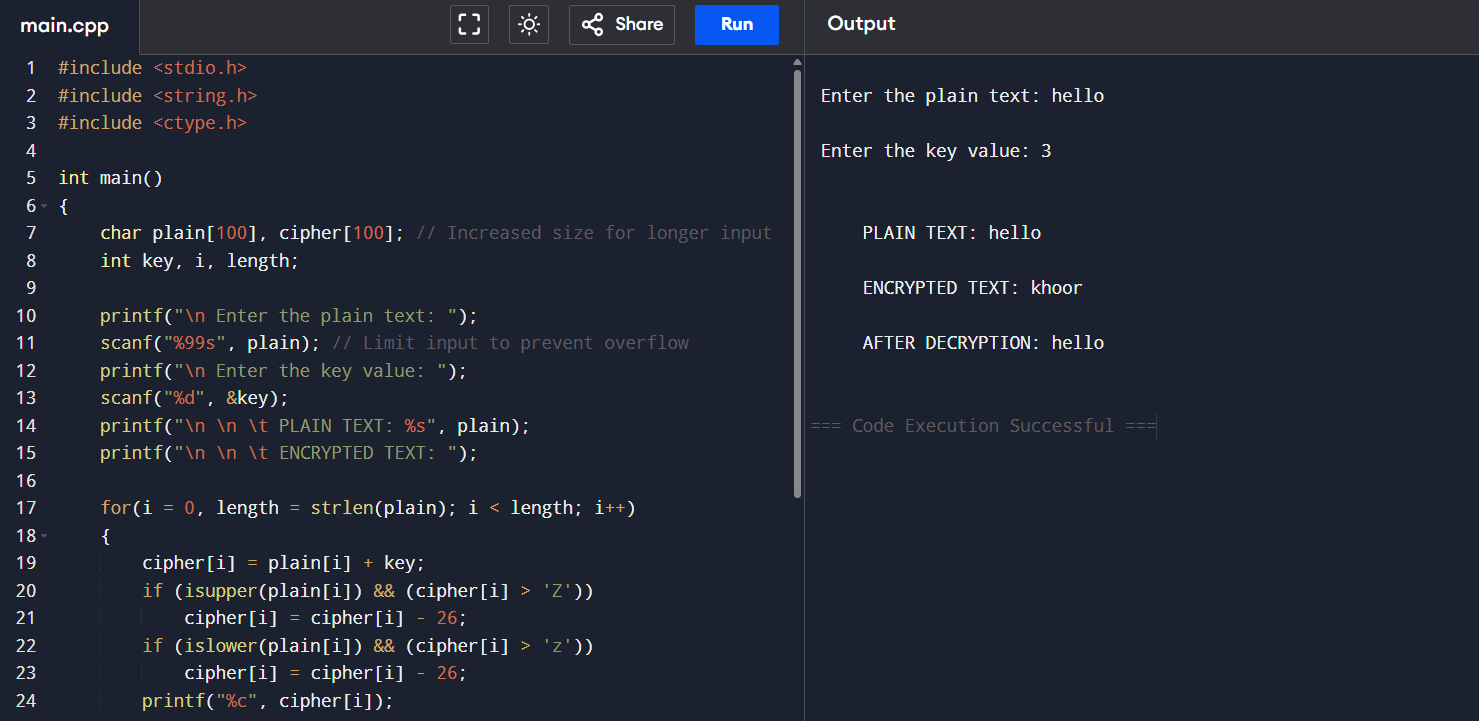 main.cpp
Share
Run
Output
1 #include <stdio.h>
2 #include <string.h>
3 #include <ctype.h>
4
5 int main()
6 {
7     char plain[100], cipher[100]; // Increased size for longer input
8     int key, i, length;
9
10     printf("\n Enter the plain text: ");
11     scanf("%99s", plain); // Limit input to prevent overflow
12     printf("\n Enter the key value: ");
13     scanf("%d", &key);
14     printf("\n \n \t PLAIN TEXT: %s", plain);
15     printf("\n \n \t ENCRYPTED TEXT: ");
16
17     for(i = 0, length = strlen(plain); i < length; i++)
18     {
19         cipher[i] = plain[i] + key;
20         if (isupper(plain[i]) && (cipher[i] > 'Z'))
21             cipher[i] = cipher[i] - 26;
22         if (islower(plain[i]) && (cipher[i] > 'z'))
23             cipher[i] = cipher[i] - 26;
24         printf("%c", cipher[i]);
Enter the plain text: hello
Enter the key value: 3
PLAIN TEXT: hello
ENCRYPTED TEXT: khoor
AFTER DECRYPTION: hello
=== Code Execution Successful ===